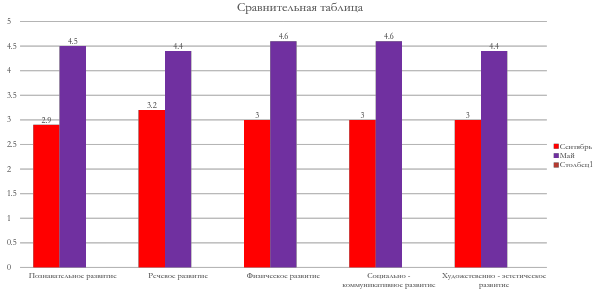 Сравнительная таблица
5
4.5
4
3.5
3
2.5
2
1.5
1
0.5
0
2.9
4.5
3.2
4.4
3
4.6
3
4.6
3
4.4
Познавательное развитие
Речевое развитие
Физическое развитие
Социально -
коммуникативное развитие
Художетсвенно - эстетическое
развитие
Сентябрь
Май
Столбец1